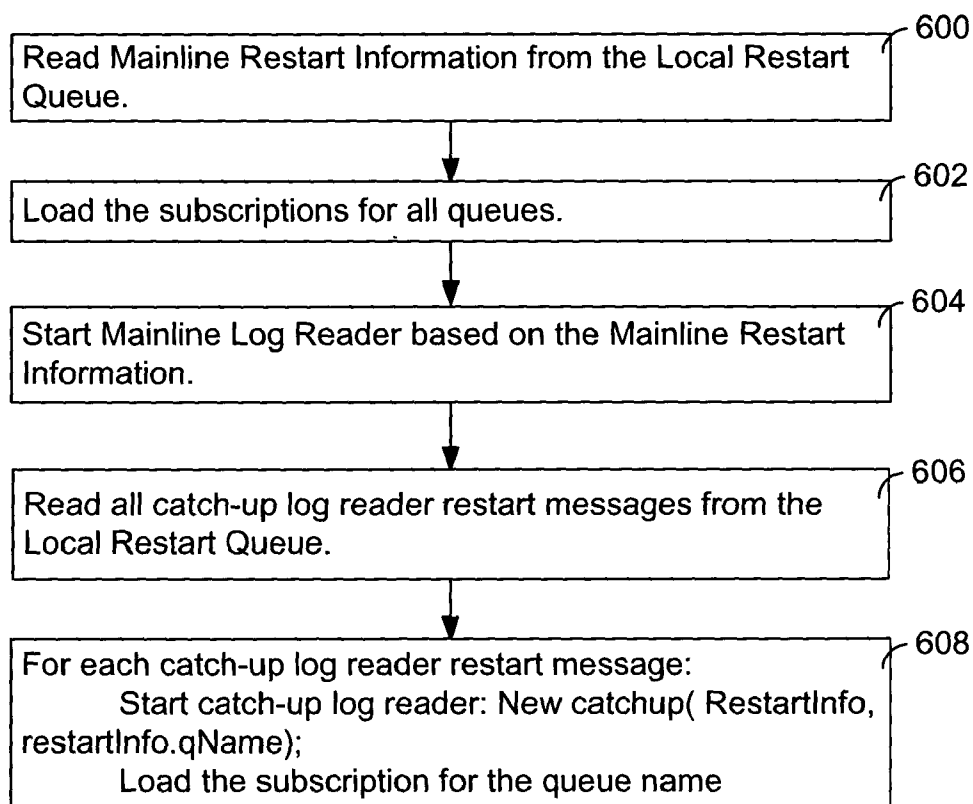 600
Read Mainline Restart Information from the Local Restart
Queue.
602
Load the subscriptions for all queues.
604
Start Mainline Log Reader based on the Mainline Restart
Information.
606
Read all catch-up log reader restart messages from the
Local Restart Queue.
608
For each catch-up log reader restart message:
Start catch-up log reader: New catchup( RestartInfo,
restartInfo.qName);
Load the subscription for the queue name